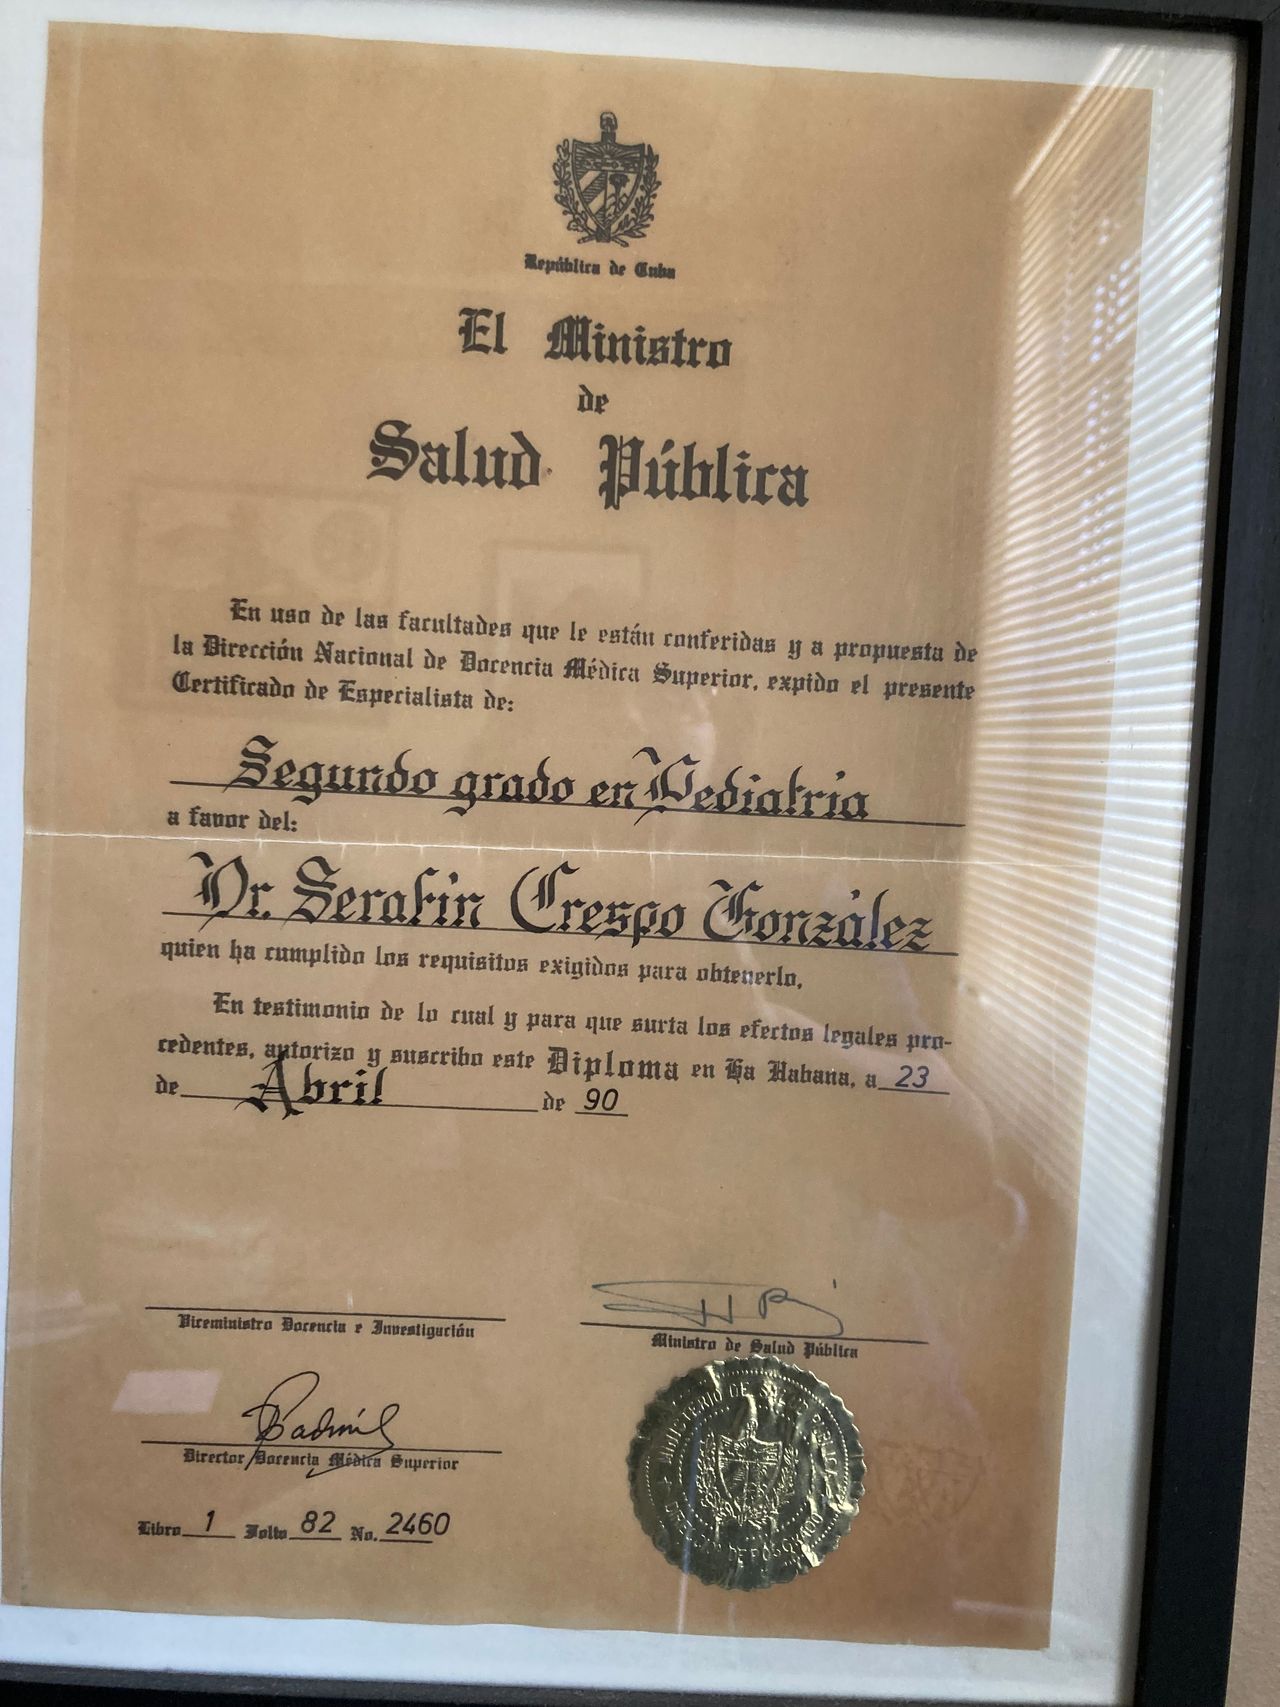 República de Cuba
El Ministro
de
Salud Pública
En uso de las facultades que le están conferidas y a propuesta de
la Dirección Nacional de Docencia Médica Superior, expido el presente
Certificado de Especialista de:
Segundo grado en Pediatría
a favor del:
Dr. Serafín Crespo González
quien ha cumplido los requisitos exigidos para obtenerlo.
En testimonio de lo cual y para que surta los efectos legales pro-
cedentes, autorizo y suscribo este Diploma en La Habana, a 23
de Abril de 90
Viceministro Docencia e Investigación
Ministro de Salud Pública
Director Docencia Médica Superior
MINISTERIO DE SALUD PUBLICA
Libro 1 Folio 82 No. 2460